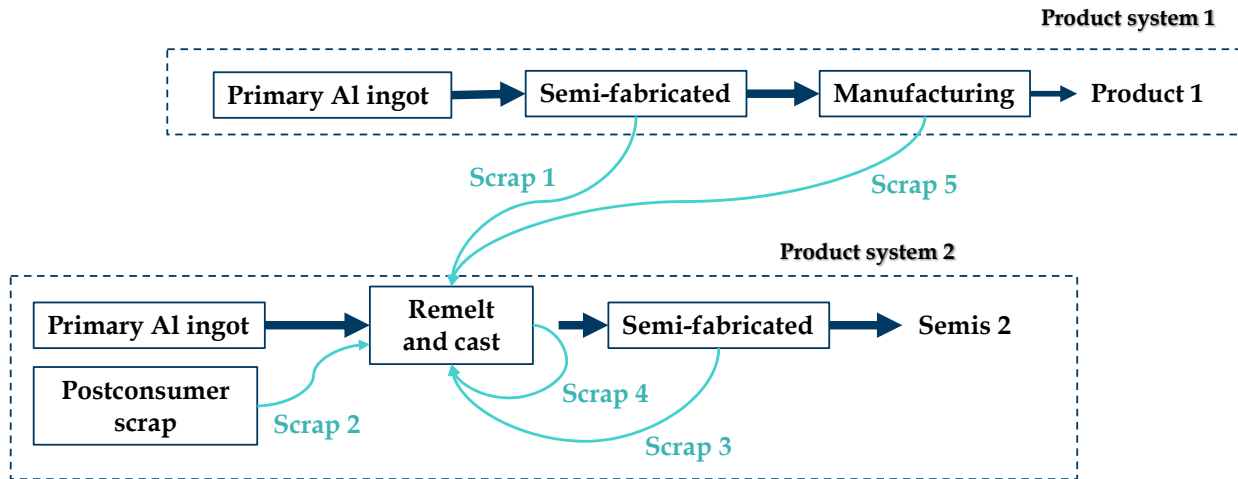 Product system 1
Primary Al ingot
Semi-fabricated
Manufacturing
Product 1
Scrap 1
Scrap 5
Product system 2
Primary Al ingot
Remelt
and cast
Semi-fabricated
Semis 2
Postconsumer
scrap
Scrap 2
Scrap 4
Scrap 3